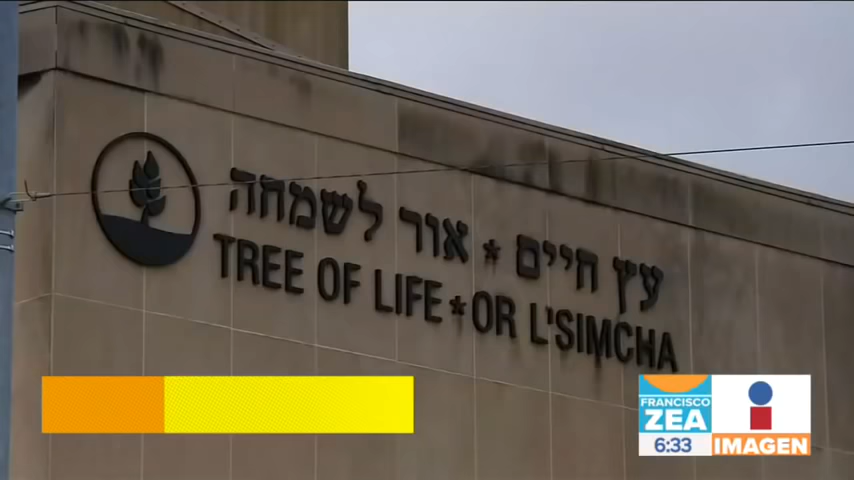 עץ חיים * אור לשמחה
TREE OF LIFE * OR L'SIMCHA
FRANCISCO
ZEA
6:33
IMAGEN